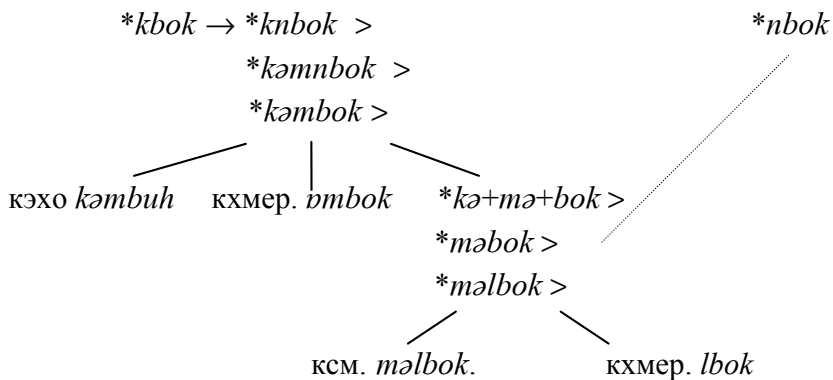 *kbok → *knbok > *nbok
*kəmnbok >
*kəmbok >
кэхо kəmbuh кхмер. ɒmbok *kə+mə+bok >
*məbok >
*məlbok >
ксм. məlbok. кхмер. lbok